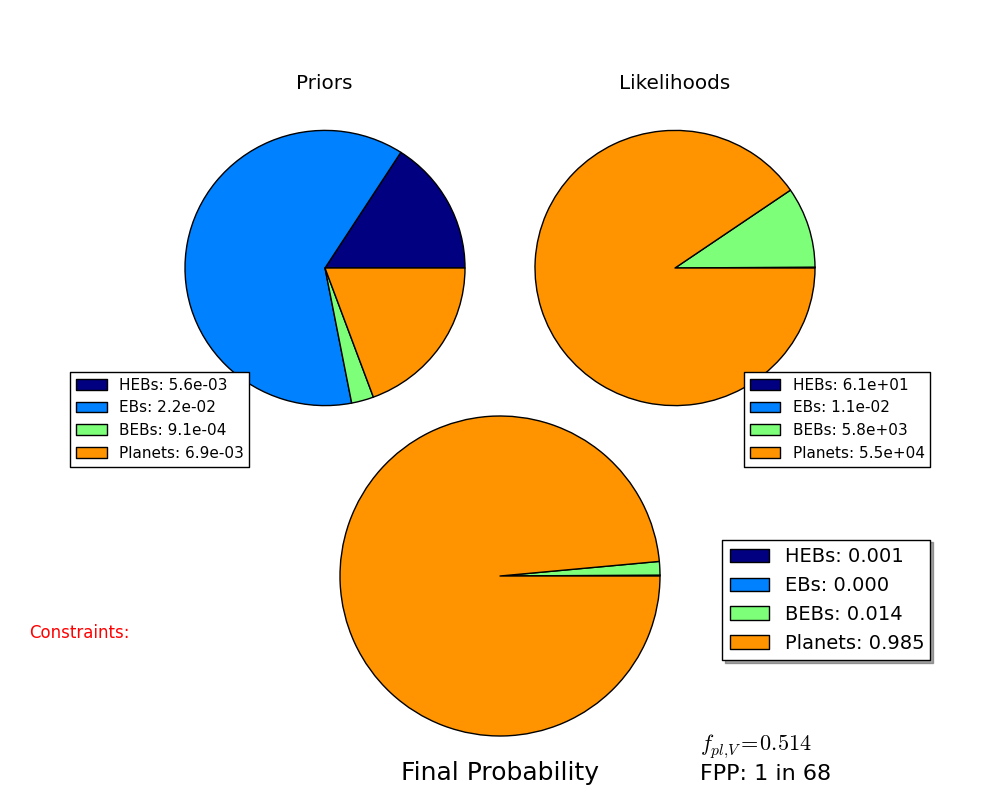 Priors
Likelihoods
HEBs: 5.6e-03
EBs: 2.2e-02
BEBs: 9.1e-04
Planets: 6.9e-03
HEBs: 6.1e+01
EBs: 1.1e-02
BEBs: 5.8e+03
Planets: 5.5e+04
HEBs: 0.001
EBs: 0.000
BEBs: 0.014
Planets: 0.985
Constraints:
f_{pl,V}=0.514
Final Probability
FPP: 1 in 68